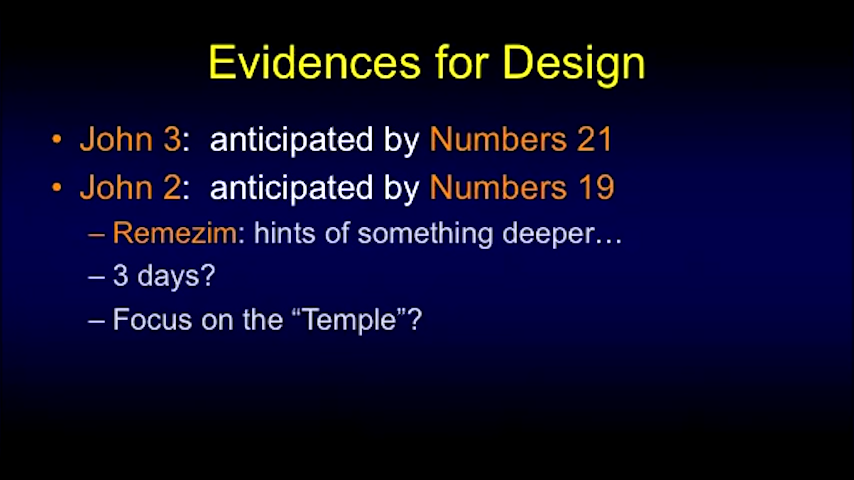 Evidences for Design
• John 3: anticipated by Numbers 21
• John 2: anticipated by Numbers 19
– Remezim: hints of something deeper…
– 3 days?
– Focus on the “Temple”?